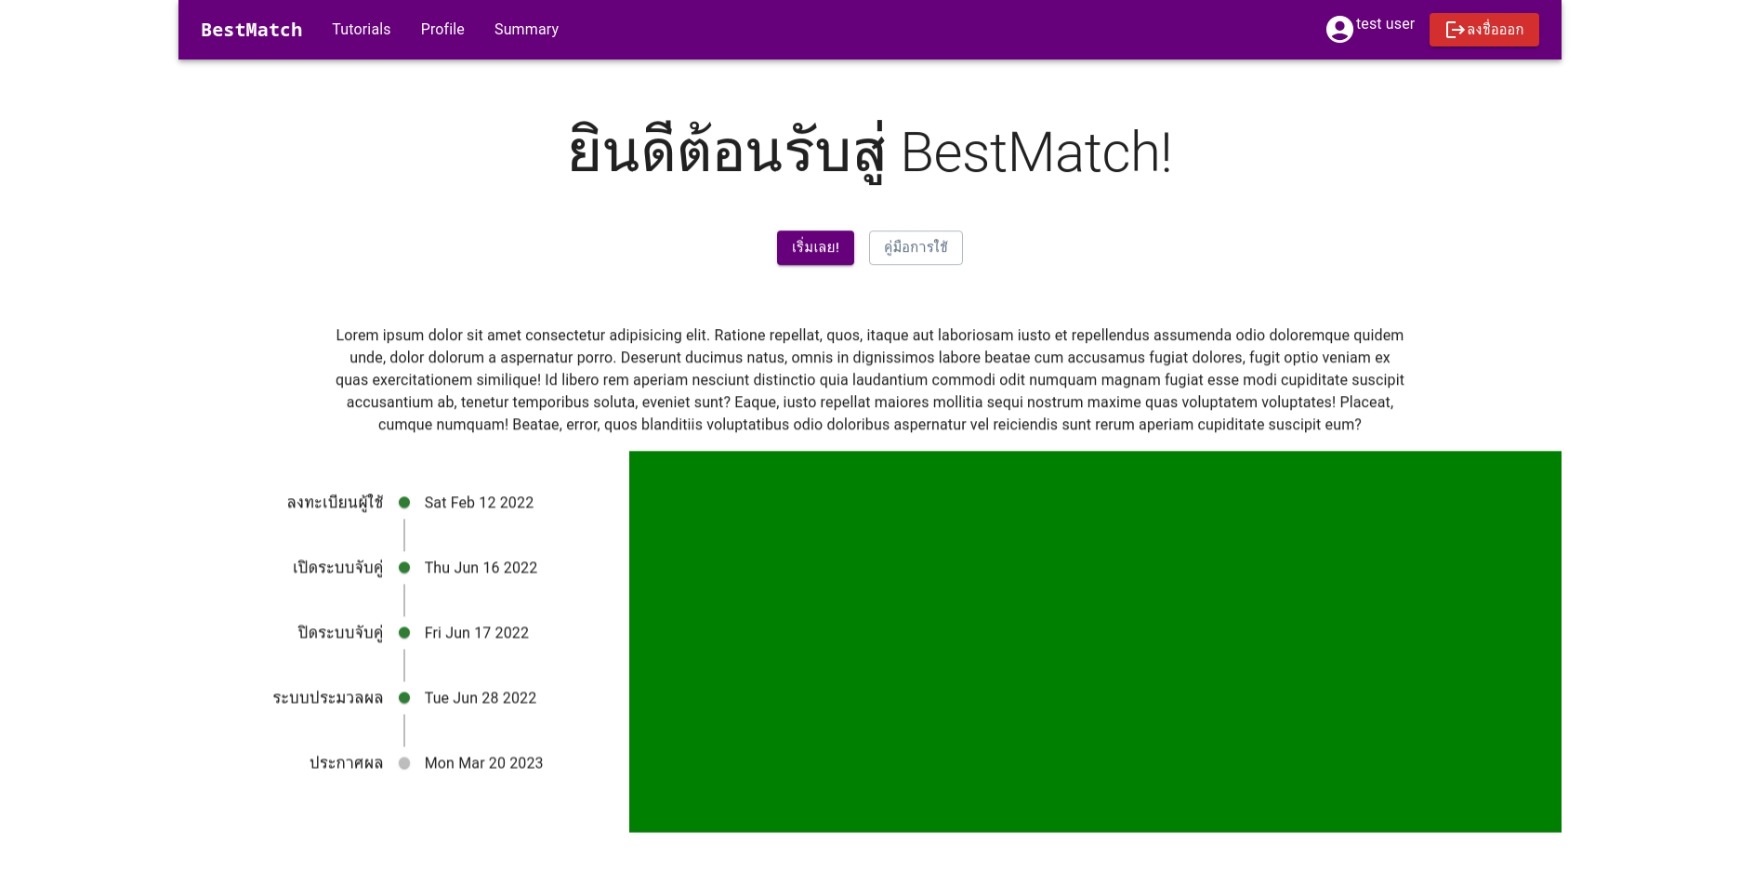 BestMatch Tutorials Profile Summary test user ลงชื่อออก
ยินดีต้อนรับสู่ BestMatch!
เริ่มเลย! คู่มือการใช้
Lorem ipsum dolor sit amet consectetur adipisicing elit. Ratione repellat, quos, itaque aut laboriosam iusto et repellendus assumenda odio doloremque quidem
unde, dolor dolorum a aspernatur porro. Deserunt ducimus natus, omnis in dignissimos labore beatae cum accusamus fugiat dolores, fugit optio veniam ex
quas exercitationem similique! Id libero rem aperiam nesciunt distinctio quia laudantium commodi odit numquam magnam fugiat esse modi cupiditate suscipit
accusantium ab, tenetur temporibus soluta, eveniet sunt? Eaque, iusto repellat maiores mollitia sequi nostrum maxime quas voluptatem voluptates! Placeat,
cumque numquam! Beatae, error, quos blanditiis voluptatibus odio doloribus aspernatur vel reiciendis sunt rerum aperiam cupiditate suscipit eum?
ลงทะเบียนผู้ใช้ Sat Feb 12 2022
เปิดระบบจับคู่ Thu Jun 16 2022
ปิดระบบจับคู่ Fri Jun 17 2022
ระบบประมวลผล Tue Jun 28 2022
ประกาศผล Mon Mar 20 2023